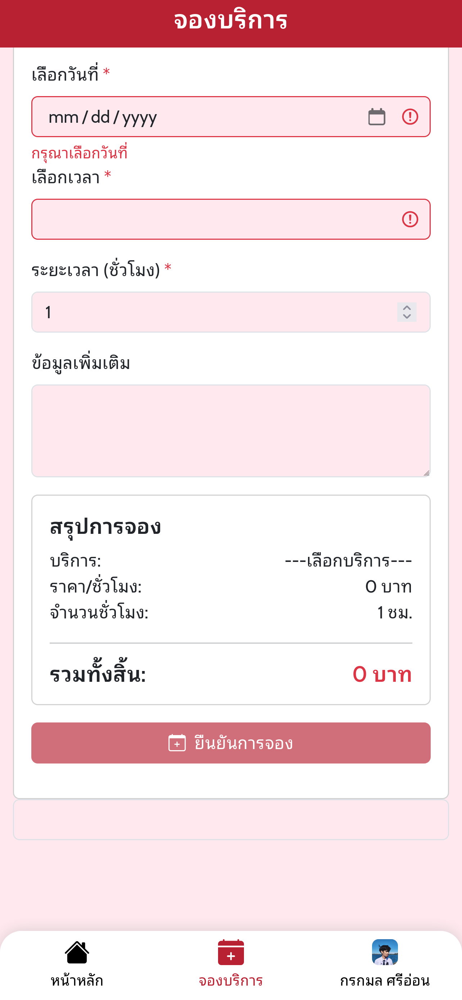 จองบริการ
เลือกวันที่ *
mm / dd / yyyy
กรุณาเลือกวันที่
เลือกเวลา *
ระยะเวลา (ชั่วโมง) *
1
ข้อมูลเพิ่มเติม
สรุปการจอง
บริการ: ---เลือกบริการ---
ราคา/ชั่วโมง: 0 บาท
จำนวนชั่วโมง: 1 ชม.
รวมทั้งสิ้น: 0 บาท
ยืนยันการจอง
หน้าหลัก จองบริการ กรกมล ศรีอ่อน